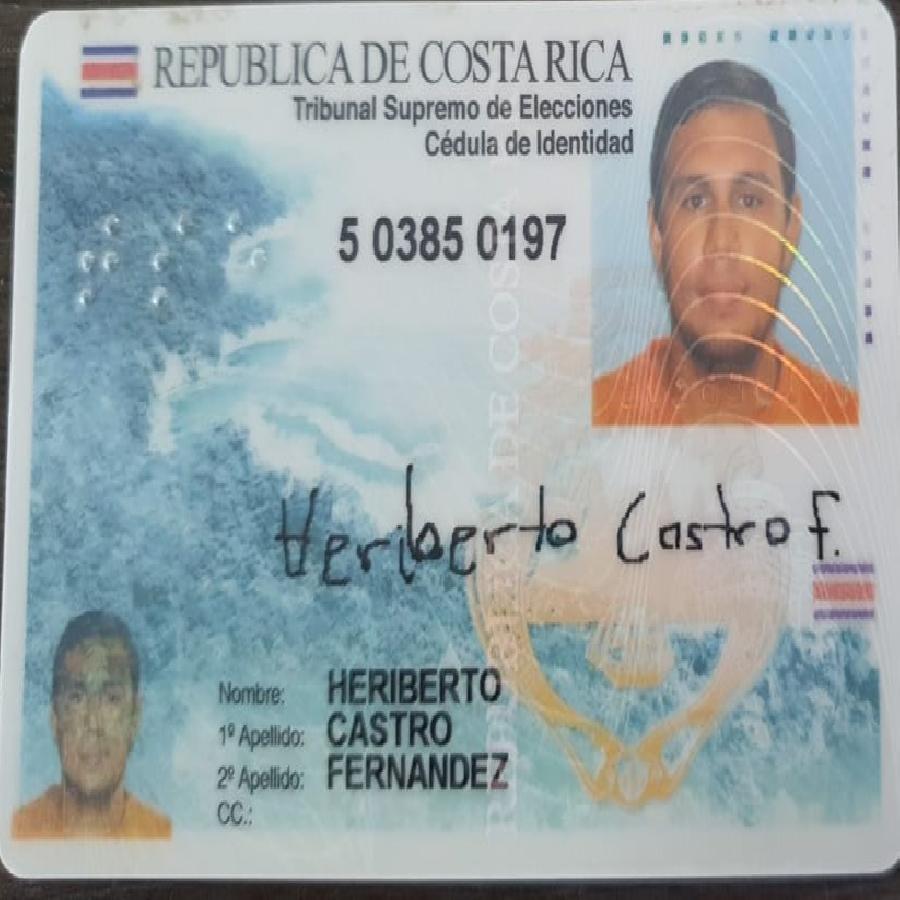 REPUBLICA DE COSTA RICA
Tribunal Supremo de Elecciones
Cédula de Identidad
5 0385 0197
Heriberto Castro F.
Nombre: HERIBERTO
1º Apellido: CASTRO
2º Apellido: FERNANDEZ
CC.: